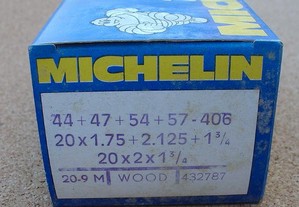 MICHELIN
44+47+54+57-406
20x1.75+2.125+1 3/4
20x2x1 3/4
20-9 M WOOD 432787